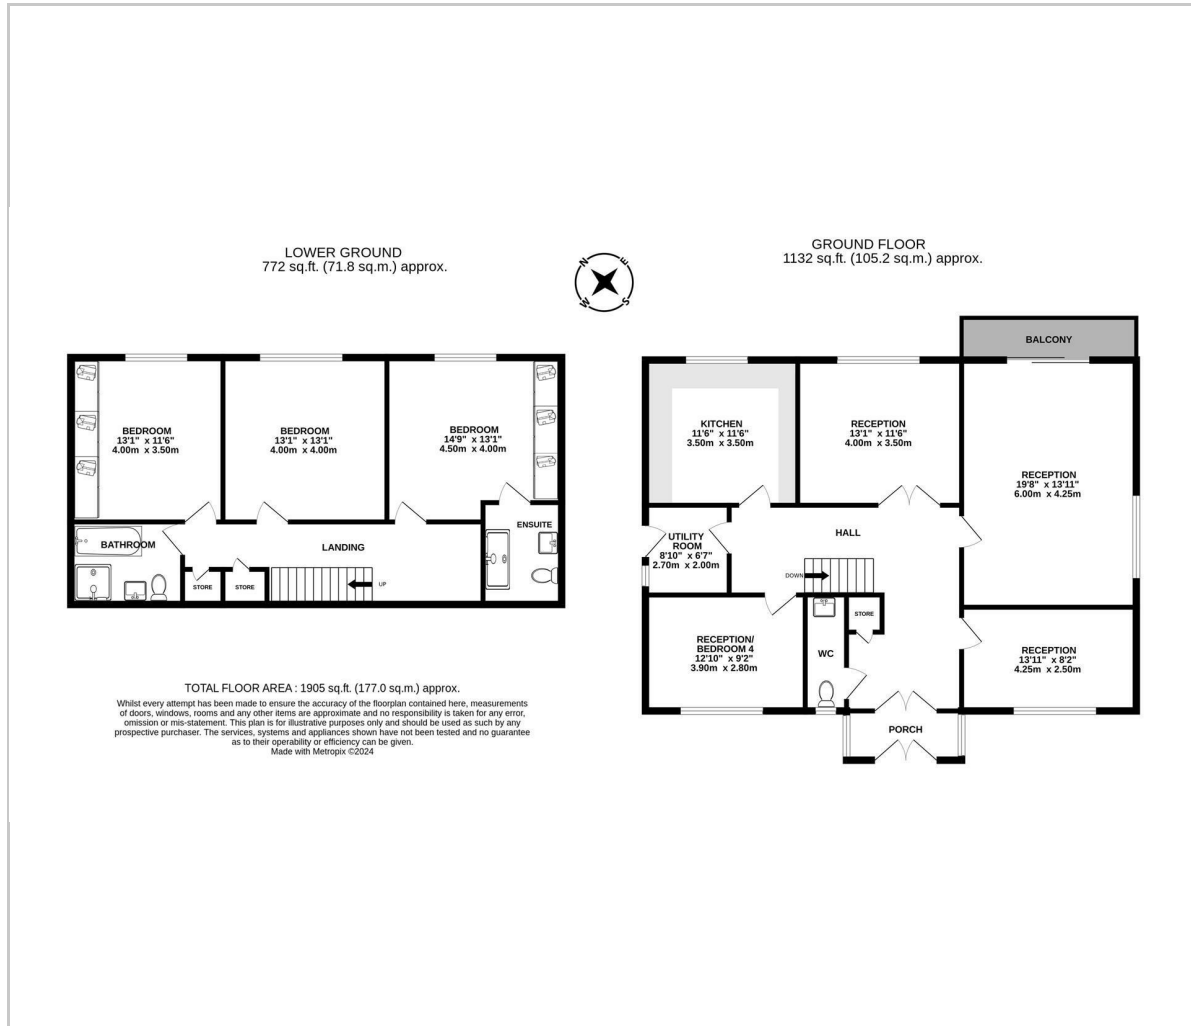 LOWER GROUND
772 sq.ft. (71.8 sq.m.) approx.
N
E
S
W
GROUND FLOOR
1132 sq.ft. (105.2 sq.m.) approx.
BEDROOM
13'1" x 11'6"
4.00m x 3.50m
BEDROOM
13'1" x 13'1"
4.00m x 4.00m
BEDROOM
14'9" x 13'1"
4.50m x 4.00m
BATHROOM
STORE
STORE
LANDING
UP
ENSUITE
BALCONY
KITCHEN
11'6" x 11'6"
3.50m x 3.50m
RECEPTION
13'1" x 11'6"
4.00m x 3.50m
RECEPTION
19'8" x 13'11"
6.00m x 4.25m
UTILITY
ROOM
8'10" x 6'7"
2.70m x 2.00m
HALL
DOWN
RECEPTION/
BEDROOM 4
12'10" x 9'2"
3.90m x 2.80m
WC
STORE
RECEPTION
13'11" x 8'2"
4.25m x 2.50m
PORCH
TOTAL FLOOR AREA : 1905 sq.ft. (177.0 sq.m.) approx.
Whilst every attempt has been made to ensure the accuracy of the floorplan contained here, measurements
of doors, windows, rooms and any other items are approximate and no responsibility is taken for any error,
omission or mis-statement. This plan is for illustrative purposes only and should be used as such by any
prospective purchaser. The services, systems and appliances shown have not been tested and no guarantee
as to their operability or efficiency can be given.
Made with Metropix ©2024